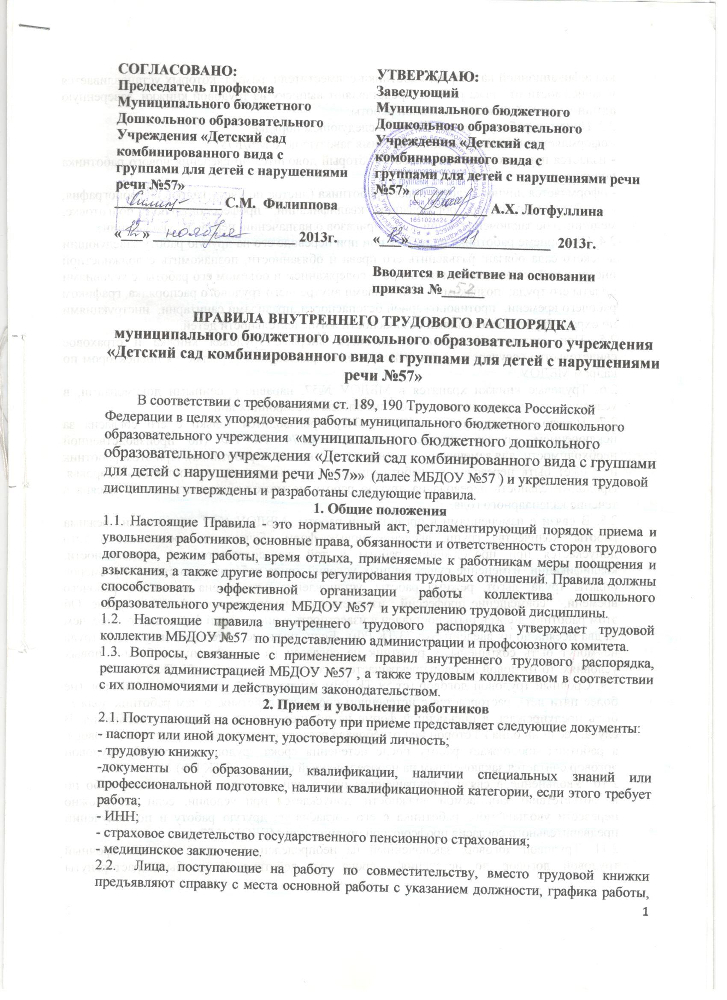 СОГЛАСОВАНО:
Председатель профкома
Муниципального бюджетного
Дошкольного образовательного
Учреждения «Детский сад
комбинированного вида с
группами для детей с нарушениями
речи №57»
С.М. Филиппова
«12» ноября 2013г.
УТВЕРЖДАЮ:
Заведующий
Муниципального бюджетного
Дошкольного образовательного
Учреждения «Детский сад
комбинированного вида с
группами для детей с нарушениями речи
№57»
А.Х. Лотфуллина
«12» 11 2013г.
«Детский сад
комбинированного вида
с группами для детей
с нарушениями
речи №57»
ИНН
1651028424
Вводится в действие на основании
приказа № 52
ПРАВИЛА ВНУТРЕННЕГО ТРУДОВОГО РАСПОРЯДКА
муниципального бюджетного дошкольного образовательного учреждения
«Детский сад комбинированного вида с группами для детей с нарушениями
речи №57»
В соответствии с требованиями ст. 189, 190 Трудового кодекса Российской
Федерации в целях упорядочения работы муниципального бюджетного дошкольного
образовательного учреждения «муниципального бюджетного дошкольного
образовательного учреждения «Детский сад комбинированного вида с группами
для детей с нарушениями речи №57»» (далее МБДОУ №57 ) и укрепления трудовой
дисциплины утверждены и разработаны следующие правила.
1. Общие положения
1.1. Настоящие Правила - это нормативный акт, регламентирующий порядок приема и
увольнения работников, основные права, обязанности и ответственность сторон трудового
договора, режим работы, время отдыха, применяемые к работникам меры поощрения и
взыскания, а также другие вопросы регулирования трудовых отношений. Правила должны
способствовать эффективной организации работы коллектива дошкольного
образовательного учреждения МБДОУ №57 и укреплению трудовой дисциплины.
1.2. Настоящие правила внутреннего трудового распорядка утверждает трудовой
коллектив МБДОУ №57 по представлению администрации и профсоюзного комитета.
1.3. Вопросы, связанные с применением правил внутреннего трудового распорядка,
решаются администрацией МБДОУ №57 , а также трудовым коллективом в соответствии
с их полномочиями и действующим законодательством.
2. Прием и увольнение работников
2.1. Поступающий на основную работу при приеме представляет следующие документы:
- паспорт или иной документ, удостоверяющий личность;
- трудовую книжку;
-документы об образовании, квалификации, наличии специальных знаний или
профессиональной подготовке, наличии квалификационной категории, если этого требует
работа;
- ИНН;
- страховое свидетельство государственного пенсионного страхования;
- медицинское заключение.
2.2. Лица, поступающие на работу по совместительству, вместо трудовой книжки
предъявляют справку с места основной работы с указанием должности, графика работы,
1